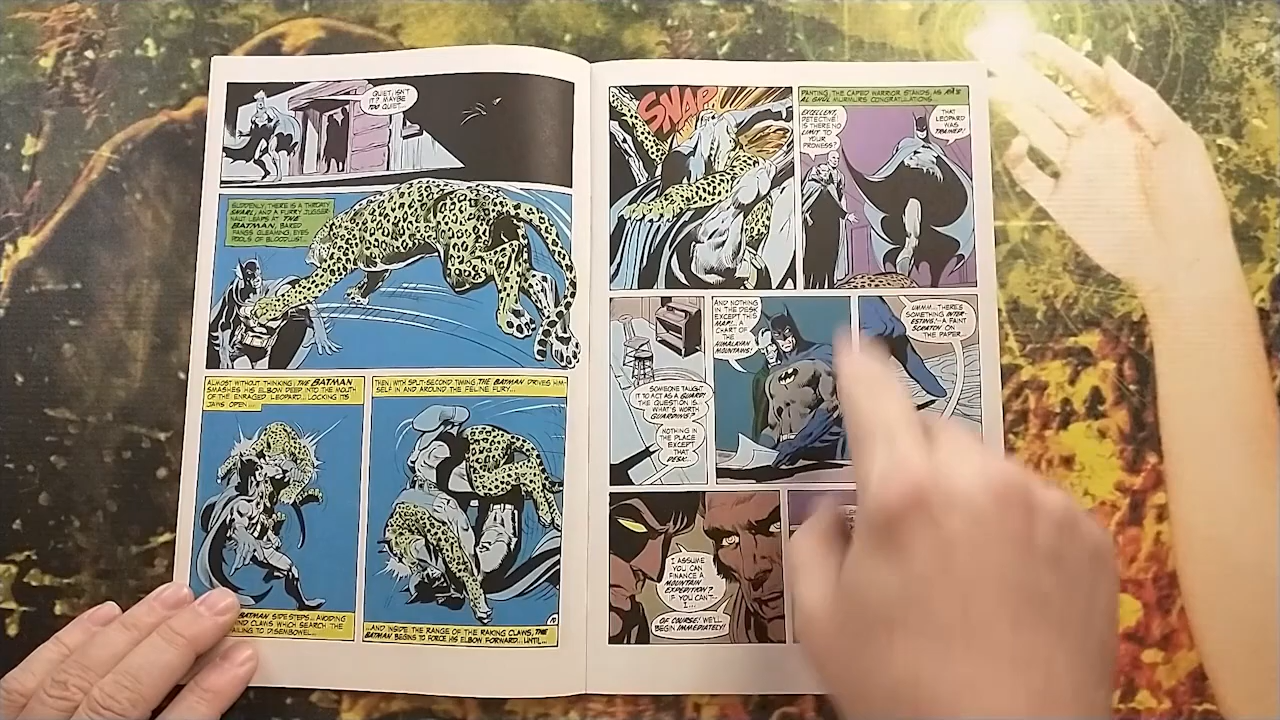 QUIET, ISN'T
IT? MAYBE
TOO QUIET...
SUDDENLY, THERE IS A THROATY
SNARL, AND A FURRY JUGGER-
NAUT LEAPS AT THE
BATMAN, BARED
FANGS GLEAMING, EYES
POOLS OF BLOODLUST...
ALMOST WITHOUT THINKING, THE BATMAN
SMASHES HIS ELBOW DEEP INTO THE MOUTH
OF THE ENRAGED LEOPARD... LOCKING ITS
JAWS OPEN...
BATMAN SIDESTEPS... AVOIDING
HIND CLAWS WHICH SEARCH THE
TO DISEMBOWEL...
THEN, WITH SPLIT-SECOND TIMING, THE BATMAN DRIVES HIM-
SELF IN AND AROUND THE FELINE FURY...
...AND INSIDE THE RANGE OF THE RAKING CLAWS, THE
BATMAN BEGINS TO FORCE HIS ELBOW FORWARD... UNTIL...
10
SNAP!
PANTING, THE CAPED WARRIOR STANDS, AS RA'S
AL GHUL MURMURS CONGRATULATIONS...
EXCELLENT,
DETECTIVE!
IS THERE NO
LIMIT TO
YOUR
PROWESS?
THAT
LEOPARD
WAS
TRAINED!
SOMEONE TAUGHT
IT TO ACT AS A GUARD!
THE QUESTION IS...
WHAT'S WORTH
GUARDING?
NOTHING IN
THE PLACE
EXCEPT
THAT
DESK...
AND NOTHING
IN THE DESK
EXCEPT THIS
MAP... A
CHART OF
THE
HIMALAYAN
MOUNTAINS!
UMMM... THERE'S
SOMETHING INTER-
ESTING!--A FAINT
SCRATCH ON
THE PAPER...
I ASSUME
YOU CAN
FINANCE A
MOUNTAIN
EXPEDITION?
IF YOU CAN'T--
I...
OF COURSE! WE'LL
BEGIN IMMEDIATELY!